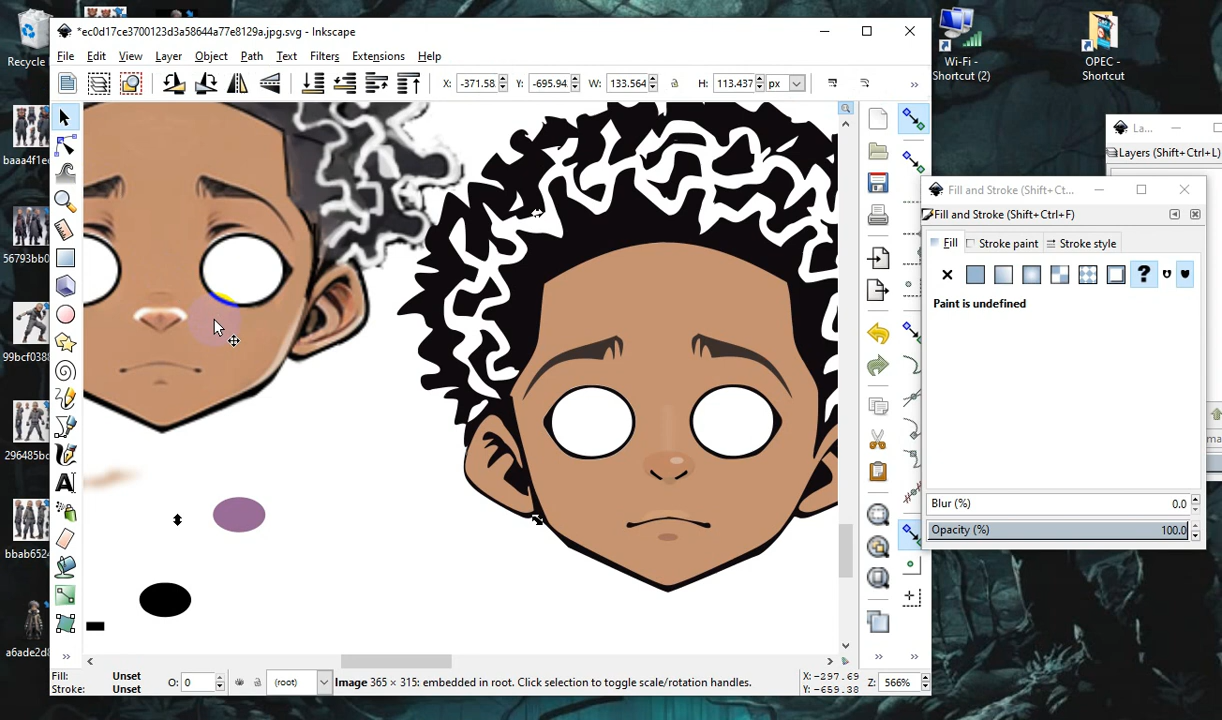 *ec0d17ce3700123d3a58644a77e8129a.jpg.svg - Inkscape
File Edit View Layer Object Path Text Filters Extensions Help
X: -371.58 Y: -695.94 W: 133.564 H: 113.437 px
Recycle
baaa4f1e
56793bb0
99bcf038
296485bc
bbab6524
a6ade2d8
Wi-Fi -
Shortcut (2)
OPEC -
Shortcut
La...
Layers (Shift+Ctrl+L)
Fill and Stroke (Shift+Ct...
Fill and Stroke (Shift+Ctrl+F)
Fill Stroke paint Stroke style
Paint is undefined
Blur (%) 0.0
Opacity (%) 100.0
Fill: Unset
Stroke: Unset
O: 0
(root)
Image 365 × 315: embedded in root. Click selection to toggle scale/rotation handles.
X: -297.69
Y: -659.38
Z: 566%